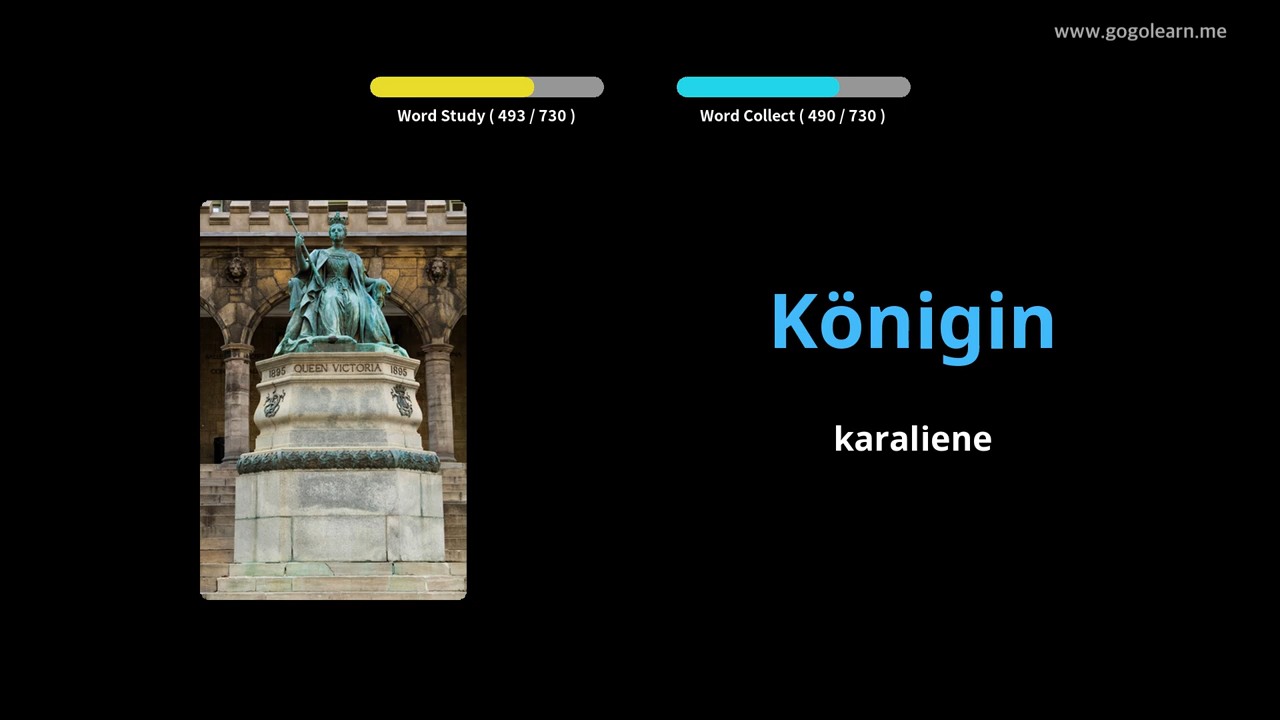 www.gogolearn.me
Word Study ( 493 / 730 )
Word Collect ( 490 / 730 )
1895 QUEEN VICTORIA 1895
Königin
karaliene